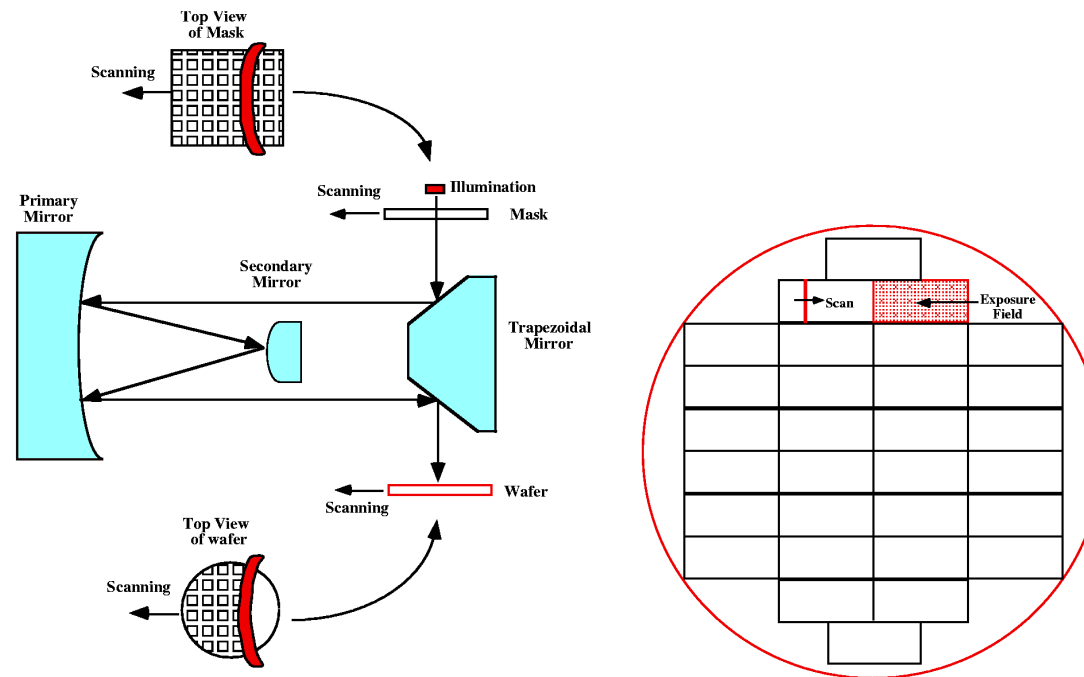 Top View
of Mask
Scanning
Illumination
Scanning
Mask
Primary
Mirror
Secondary
Mirror
Trapezoidal
Mirror
Wafer
Scanning
Top View
of wafer
Scanning
Scan
Exposure
Field